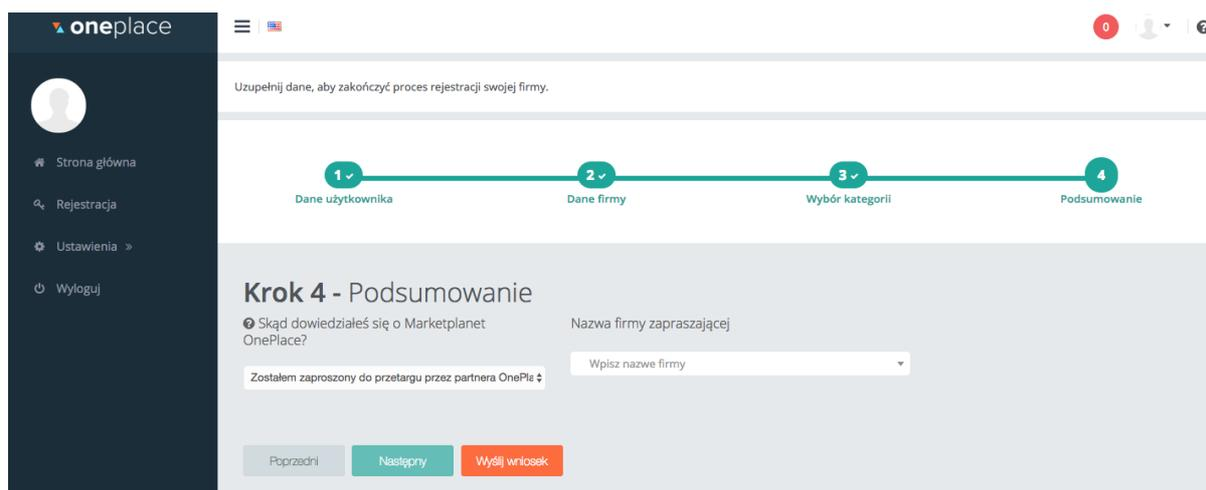 oneplace
0
Uzupełnij dane, aby zakończyć proces rejestracji swojej firmy.
Strona główna
Rejestracja
Ustawienia »
Wyloguj
1
2
3
4
Dane użytkownika
Dane firmy
Wybór kategorii
Podsumowanie
Krok 4 - Podsumowanie
Skąd dowiedziałeś się o Marketplanet
OnePlace?
Zostałem zaproszony do przetargu przez partnera OnePla
Nazwa firmy zapraszającej
Wpisz nazwe firmy
Poprzedni
Następny
Wyślij wniosek